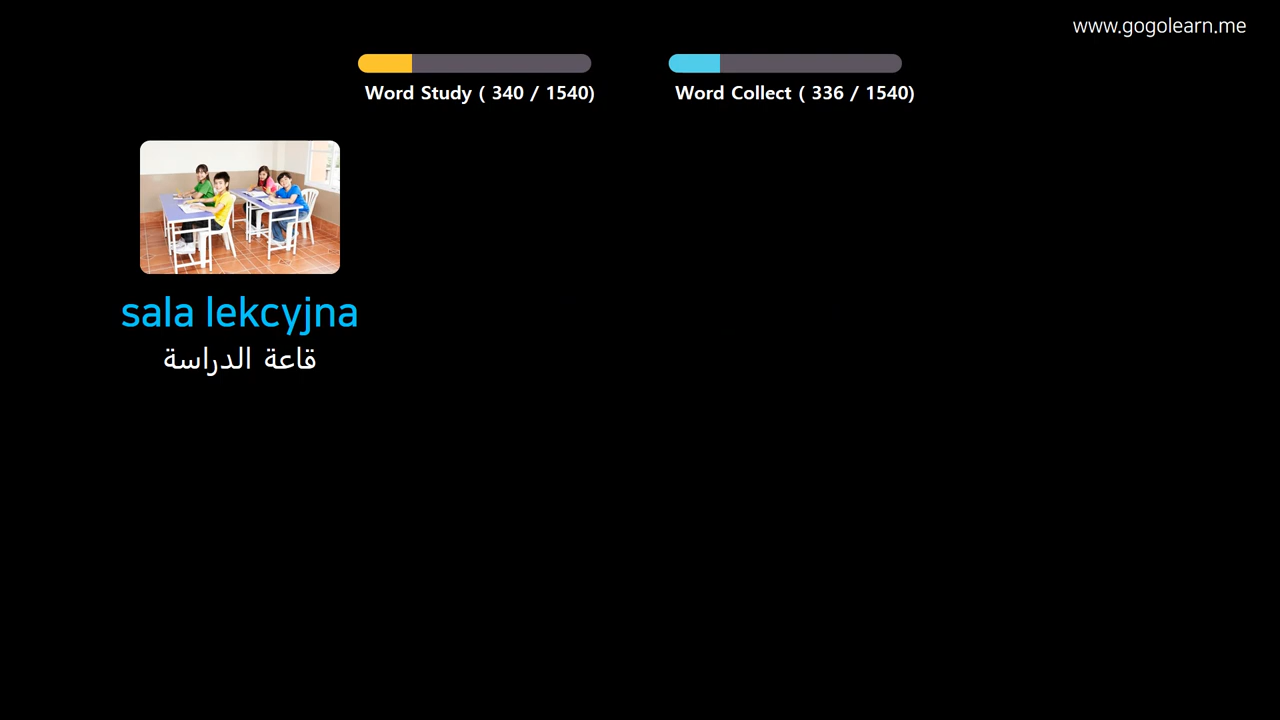 www.gogolearn.me
Word Study ( 340 / 1540)
Word Collect ( 336 / 1540)
sala lekcyjna
قاعة الدراسة